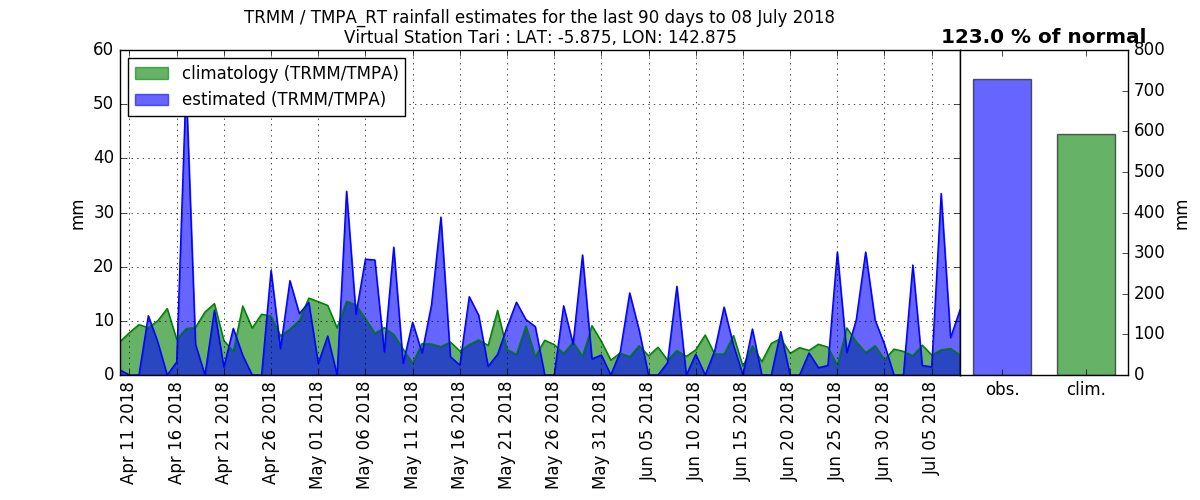 TRMM / TMPA_RT rainfall estimates for the last 90 days to 08 July 2018
Virtual Station Tari : LAT: -5.875, LON: 142.875
123.0 % of normal
climatology (TRMM/TMPA)
estimated (TRMM/TMPA)
60
50
40
30
20
10
0
mm
800
700
600
500
400
300
200
100
0
mm
Apr 11 2018
Apr 16 2018
Apr 21 2018
Apr 26 2018
May 01 2018
May 06 2018
May 11 2018
May 16 2018
May 21 2018
May 26 2018
May 31 2018
Jun 05 2018
Jun 10 2018
Jun 15 2018
Jun 20 2018
Jun 25 2018
Jun 30 2018
Jul 05 2018
obs.
clim.